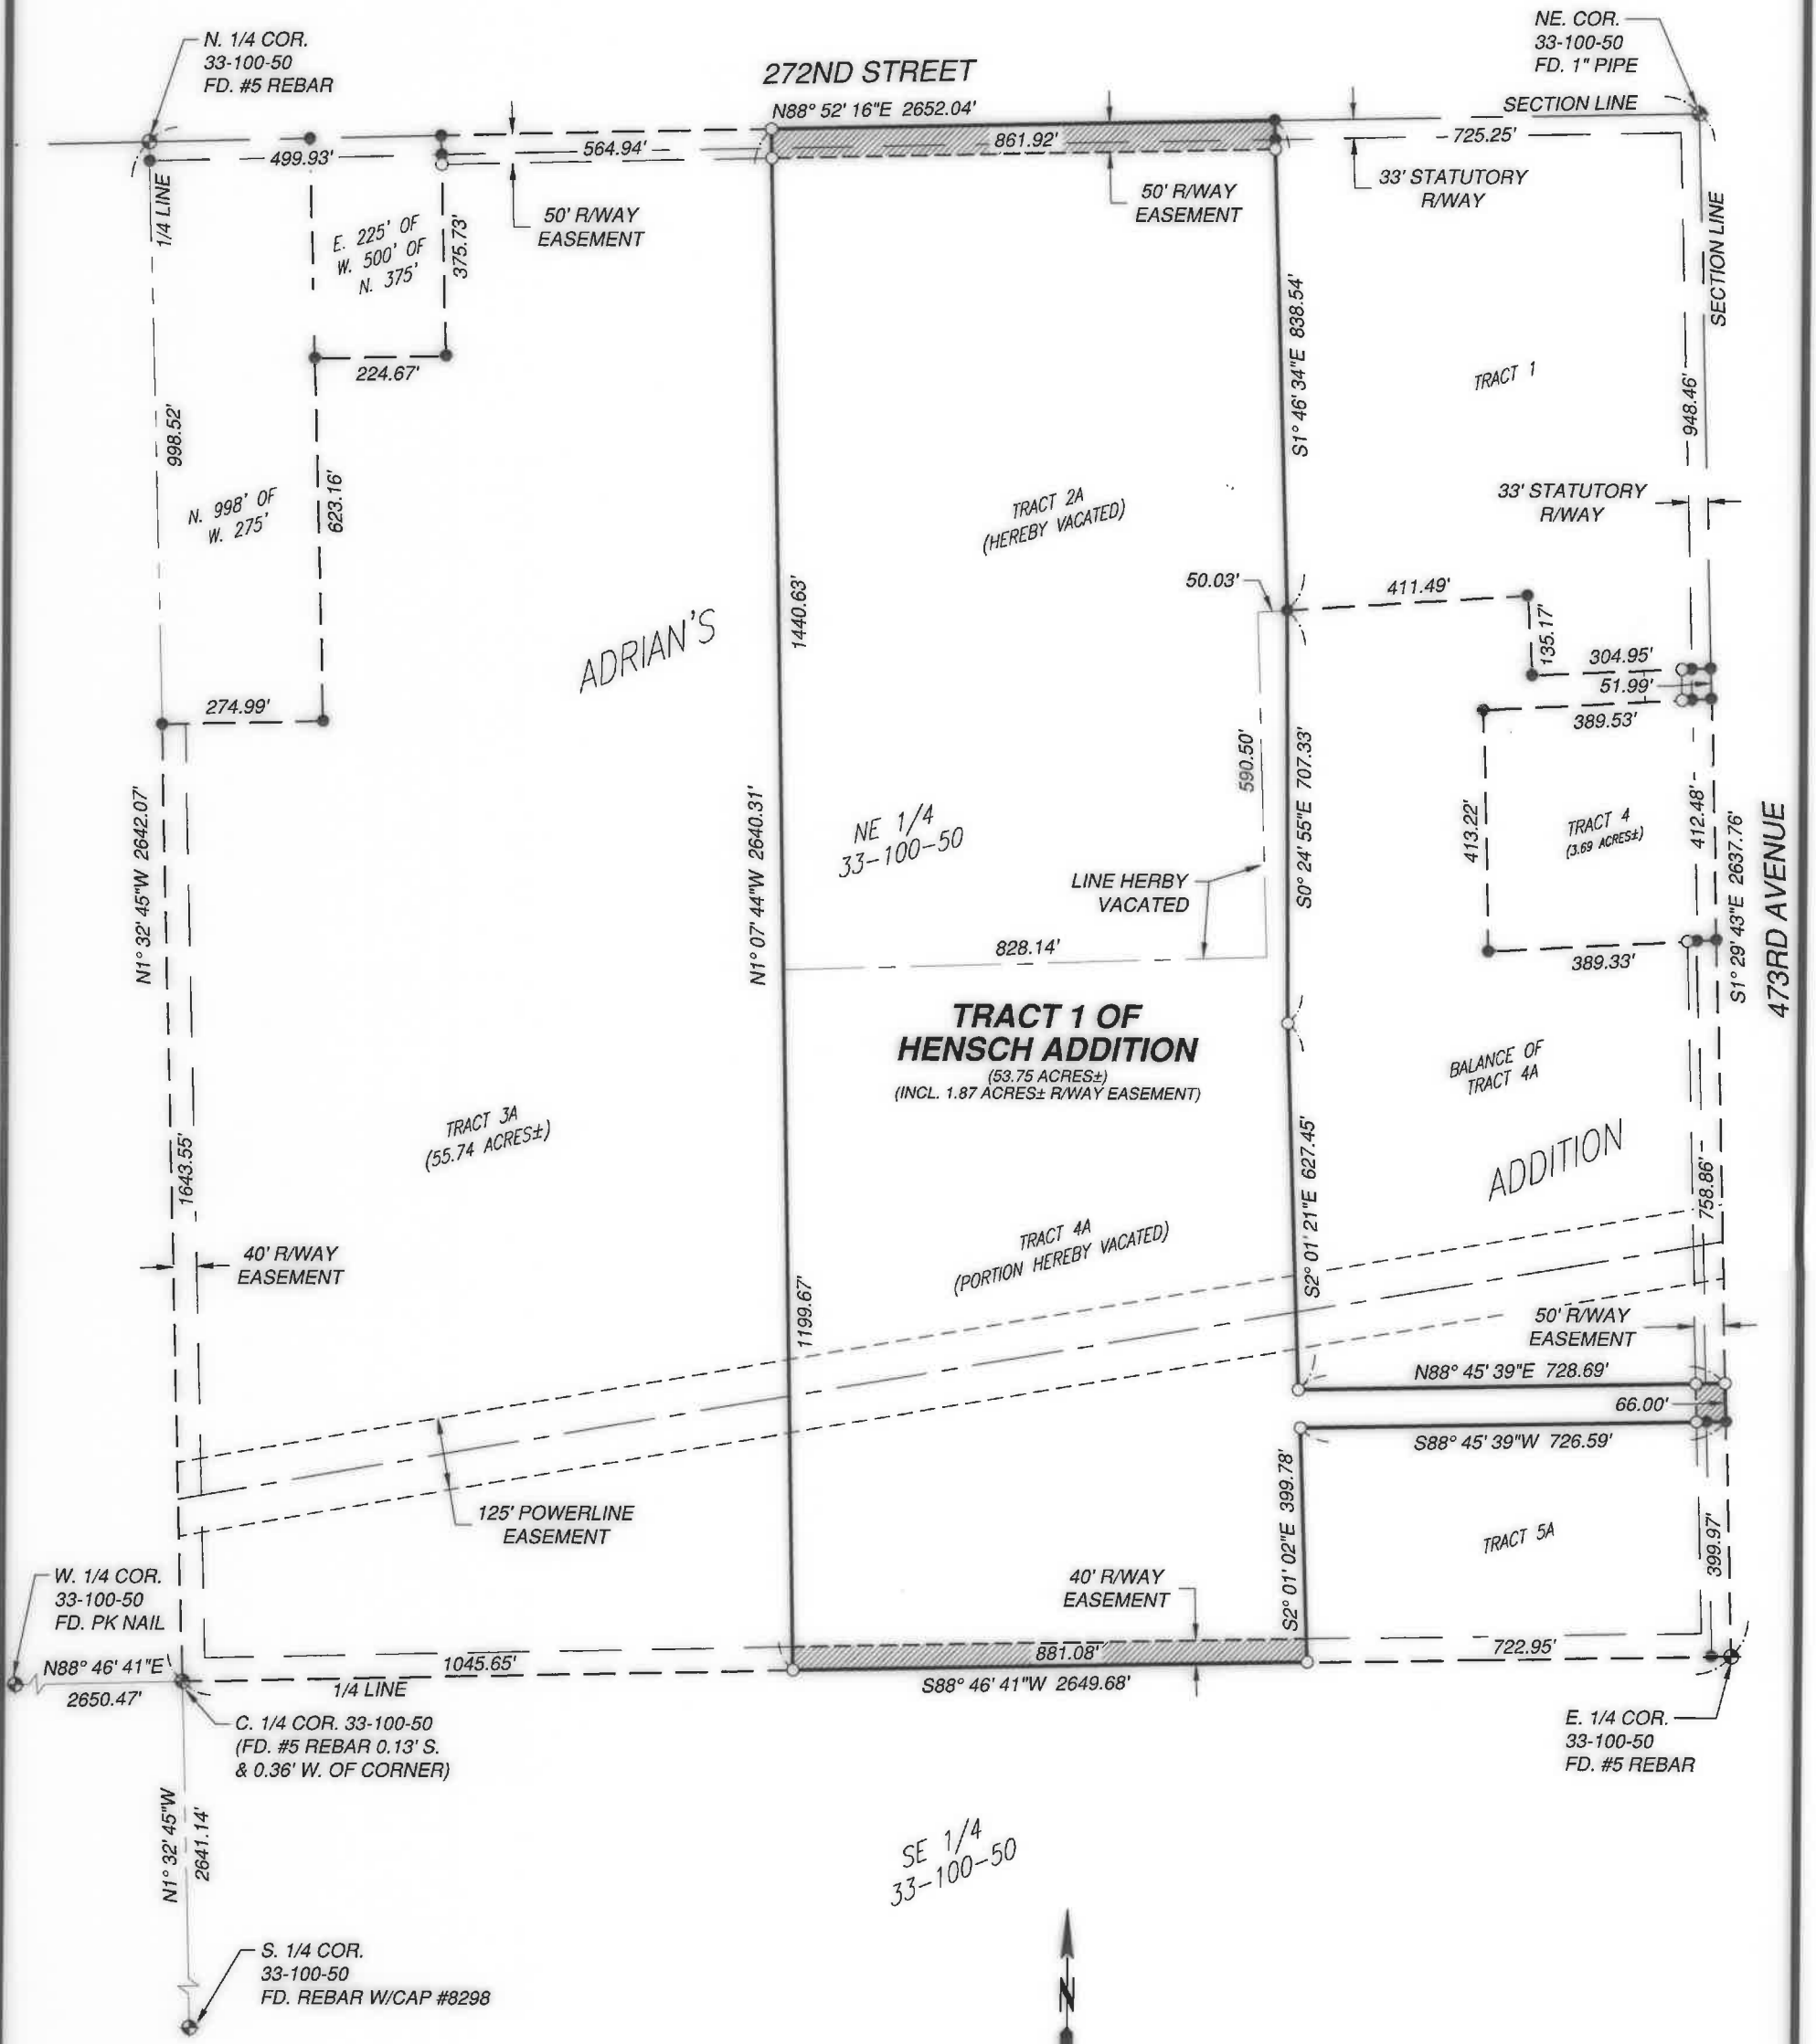 N. 1/4 COR.
33-100-50
FD. #5 REBAR
272ND STREET
NE. COR.
33-100-50
FD. 1" PIPE
N88° 52' 16"E 2652.04'
SECTION LINE
499.93'
564.94'
861.92'
725.25'
1/4 LINE
50' R/WAY
EASEMENT
50' R/WAY
EASEMENT
33' STATUTORY
R/WAY
SECTION LINE
E. 225' OF
W. 500' OF
N. 375'
375.73'
224.67'
998.52'
N. 998' OF
W. 275'
623.16'
274.99'
S1° 46' 34"E 838.54'
TRACT 1
948.46'
33' STATUTORY
R/WAY
TRACT 2A
(HEREBY VACATED)
50.03'
411.49'
135.17'
304.95'
51.99'
389.53'
1440.63'
ADRIAN'S
590.50'
S0° 24' 55"E 707.33'
413.22'
TRACT 4
(3.69 ACRES±)
412.48'
S1° 29' 43"E 2637.76'
473RD AVENUE
N1° 32' 45"W 2642.07'
N1° 07' 44"W 2640.31'
NE 1/4
33-100-50
LINE HERBY
VACATED
828.14'
389.33'
TRACT 1 OF
HENSCH ADDITION
(53.75 ACRES±)
(INCL. 1.87 ACRES± R/WAY EASEMENT)
BALANCE OF
TRACT 4A
ADDITION
TRACT 3A
(55.74 ACRES±)
1643.55'
S2° 01' 21"E 627.45'
758.86'
TRACT 4A
(PORTION HEREBY VACATED)
40' R/WAY
EASEMENT
1199.67'
50' R/WAY
EASEMENT
N88° 45' 39"E 728.69'
66.00'
S88° 45' 39"W 726.59'
125' POWERLINE
EASEMENT
S2° 01' 02"E 399.78'
TRACT 5A
399.97'
W. 1/4 COR.
33-100-50
FD. PK NAIL
40' R/WAY
EASEMENT
N88° 46' 41"E
2650.47'
1045.65'
881.08'
722.95'
1/4 LINE
S88° 46' 41"W 2649.68'
C. 1/4 COR. 33-100-50
(FD. #5 REBAR 0.13' S.
& 0.36' W. OF CORNER)
E. 1/4 COR.
33-100-50
FD. #5 REBAR
N1° 32' 45"W
2641.14'
SE 1/4
33-100-50
S. 1/4 COR.
33-100-50
FD. REBAR W/CAP #8298
N